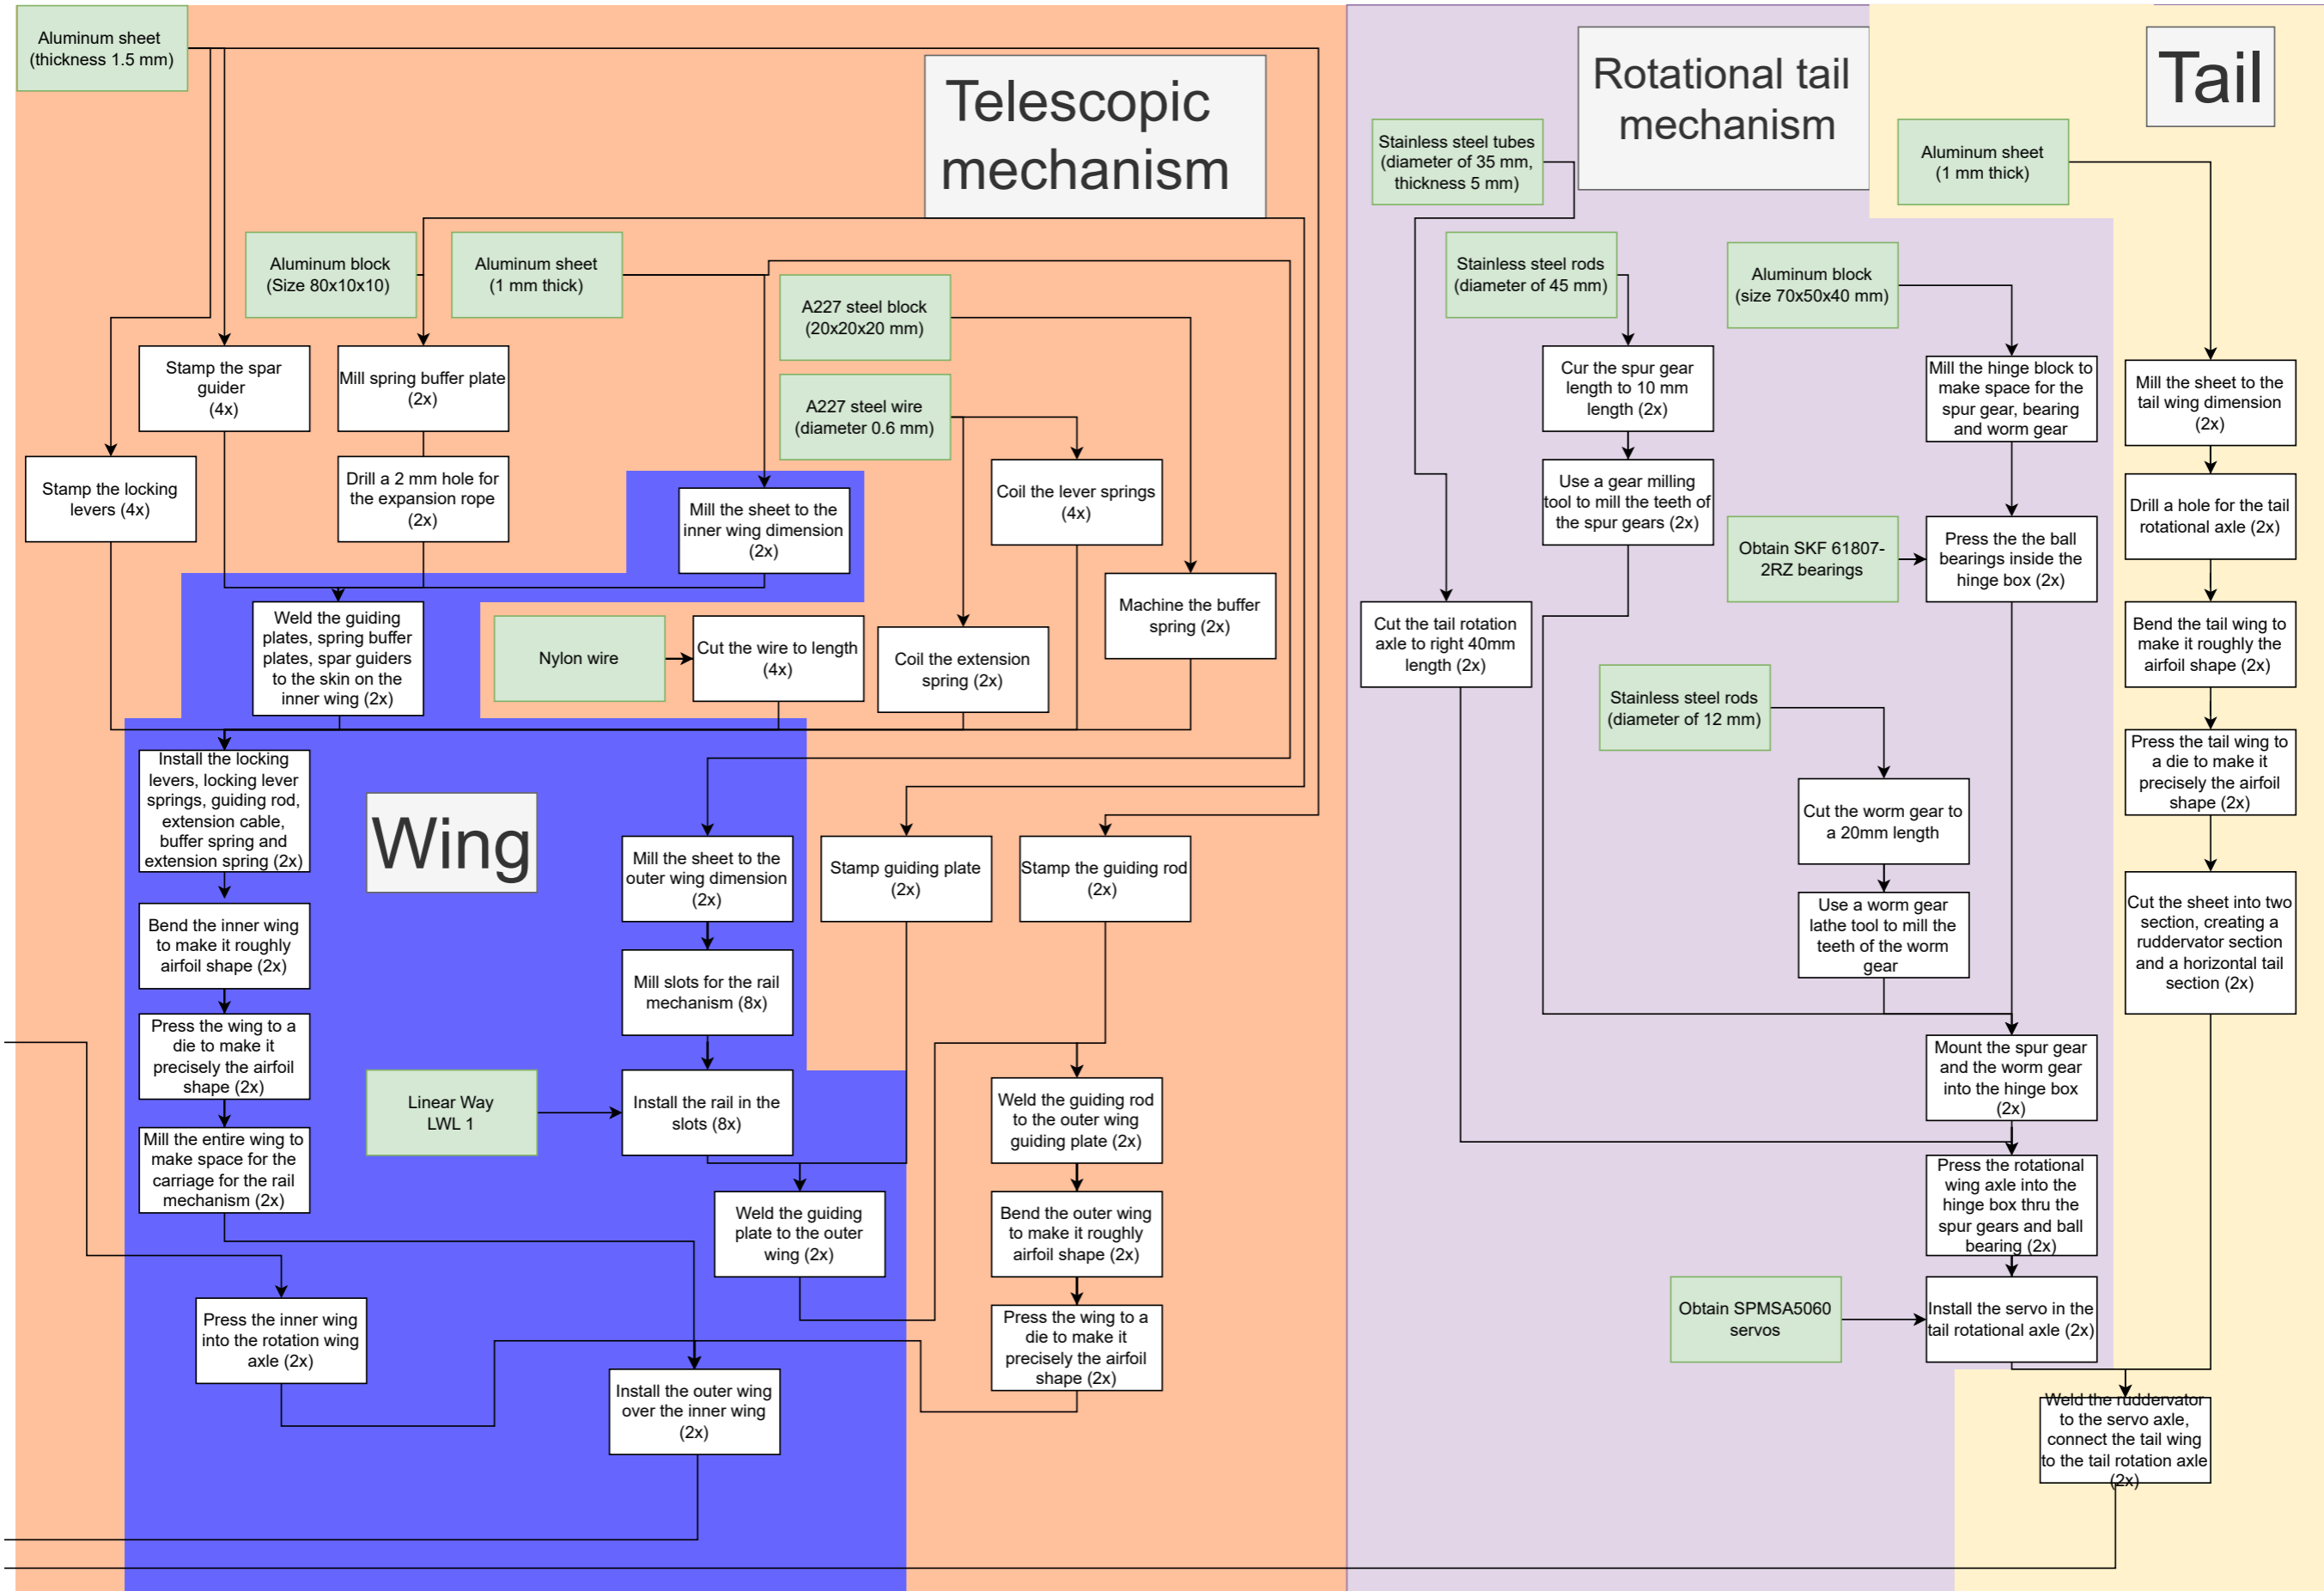 Aluminum sheet
(thickness 1.5 mm)
Telescopic
mechanism
Rotational tail
mechanism
Tail
Stainless steel tubes
(diameter of 35 mm,
thickness 5 mm)
Aluminum sheet
(1 mm thick)
Aluminum block
(Size 80x10x10)
Aluminum sheet
(1 mm thick)
A227 steel block
(20x20x20 mm)
Stainless steel rods
(diameter of 45 mm)
Aluminum block
(size 70x50x40 mm)
Stamp the spar
guider
(4x)
Mill spring buffer plate
(2x)
A227 steel wire
(diameter 0.6 mm)
Cur the spur gear
length to 10 mm
length (2x)
Mill the hinge block to
make space for the
spur gear, bearing
and worm gear
Mill the sheet to the
tail wing dimension
(2x)
Stamp the locking
levers (4x)
Drill a 2 mm hole for
the expansion rope
(2x)
Mill the sheet to the
inner wing dimension
(2x)
Coil the lever springs
(4x)
Use a gear milling
tool to mill the teeth of
the spur gears (2x)
Drill a hole for the tail
rotational axle (2x)
Obtain SKF 61807-
2RZ bearings
Press the the ball
bearings inside the
hinge box (2x)
Weld the guiding
plates, spring buffer
plates, spar guiders
to the skin on the
inner wing (2x)
Nylon wire
Cut the wire to length
(4x)
Coil the extension
spring (2x)
Machine the buffer
spring (2x)
Cut the tail rotation
axle to right 40mm
length (2x)
Bend the tail wing to
make it roughly the
airfoil shape (2x)
Stainless steel rods
(diameter of 12 mm)
Press the tail wing to
a die to make it
precisely the airfoil
shape (2x)
Install the locking
levers, locking lever
springs, guiding rod,
extension cable,
buffer spring and
extension spring (2x)
Wing
Mill the sheet to the
outer wing dimension
(2x)
Stamp guiding plate
(2x)
Stamp the guiding rod
(2x)
Cut the worm gear to
a 20mm length
Use a worm gear
lathe tool to mill the
teeth of the worm
gear
Cut the sheet into two
section, creating a
ruddervator section
and a horizontal tail
section (2x)
Bend the inner wing
to make it roughly
airfoil shape (2x)
Mill slots for the rail
mechanism (8x)
Press the wing to a
die to make it
precisely the airfoil
shape (2x)
Linear Way
LWL 1
Install the rail in the
slots (8x)
Weld the guiding rod
to the outer wing
guiding plate (2x)
Mount the spur gear
and the worm gear
into the hinge box
(2x)
Mill the entire wing to
make space for the
carriage for the rail
mechanism (2x)
Weld the guiding
plate to the outer
wing (2x)
Bend the outer wing
to make it roughly
airfoil shape (2x)
Press the rotational
wing axle into the
hinge box thru the
spur gears and ball
bearing (2x)
Press the inner wing
into the rotation wing
axle (2x)
Press the wing to a
die to make it
precisely the airfoil
shape (2x)
Obtain SPMSA5060
servos
Install the servo in the
tail rotational axle (2x)
Install the outer wing
over the inner wing
(2x)
Weld the ruddervator
to the servo axle,
connect the tail wing
to the tail rotation axle
(2x)